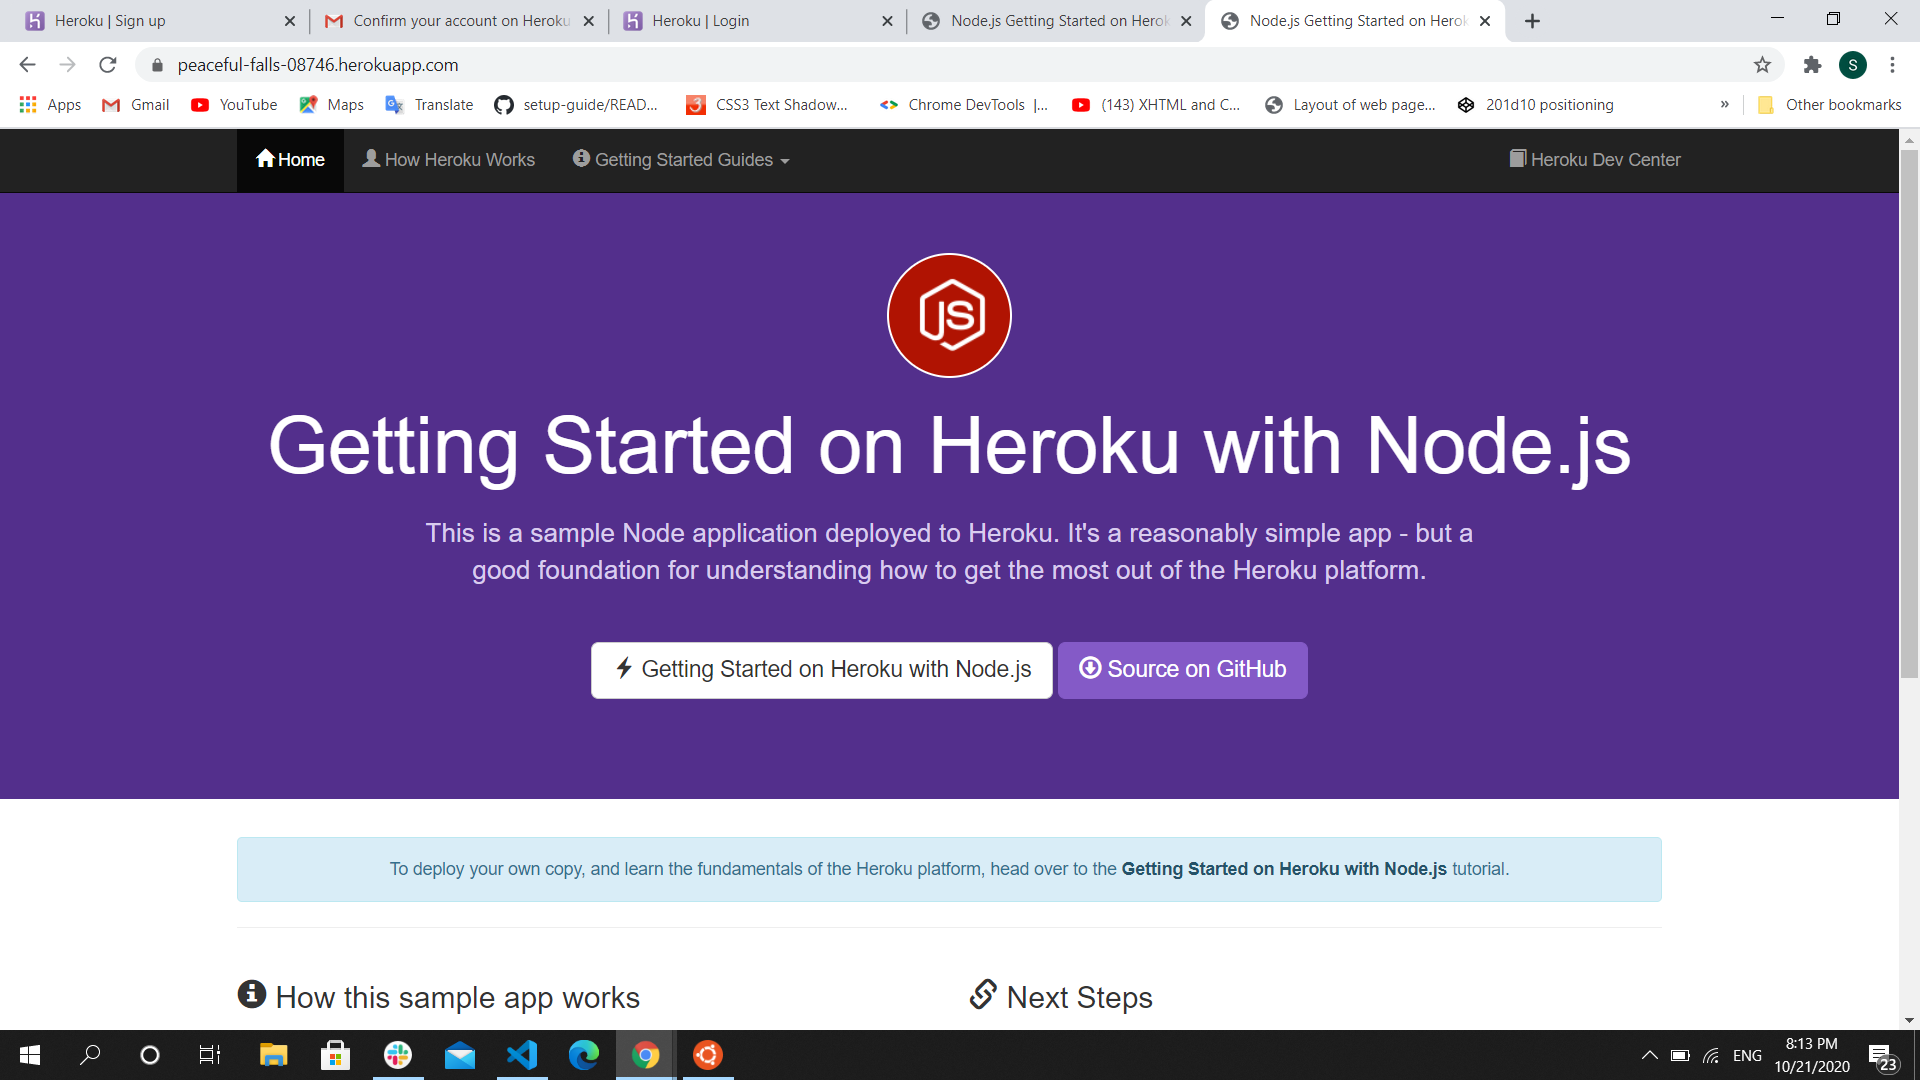 Heroku | Sign up
Confirm your account on Heroku
Heroku | Login
Node.js Getting Started on Herok
Node.js Getting Started on Herok
peaceful-falls-08746.herokuapp.com
S
Apps
Gmail
YouTube
Maps
Translate
setup-guide/READ...
3 CSS3 Text Shadow...
Chrome DevTools |...
(143) XHTML and C...
Layout of web page...
201d10 positioning
»
Other bookmarks
Home
How Heroku Works
Getting Started Guides
Heroku Dev Center
JS
Getting Started on Heroku with Node.js
This is a sample Node application deployed to Heroku. It's a reasonably simple app - but a
good foundation for understanding how to get the most out of the Heroku platform.
Getting Started on Heroku with Node.js
Source on GitHub
To deploy your own copy, and learn the fundamentals of the Heroku platform, head over to the Getting Started on Heroku with Node.js tutorial.
How this sample app works
Next Steps
ENG
8:13 PM
10/21/2020
23